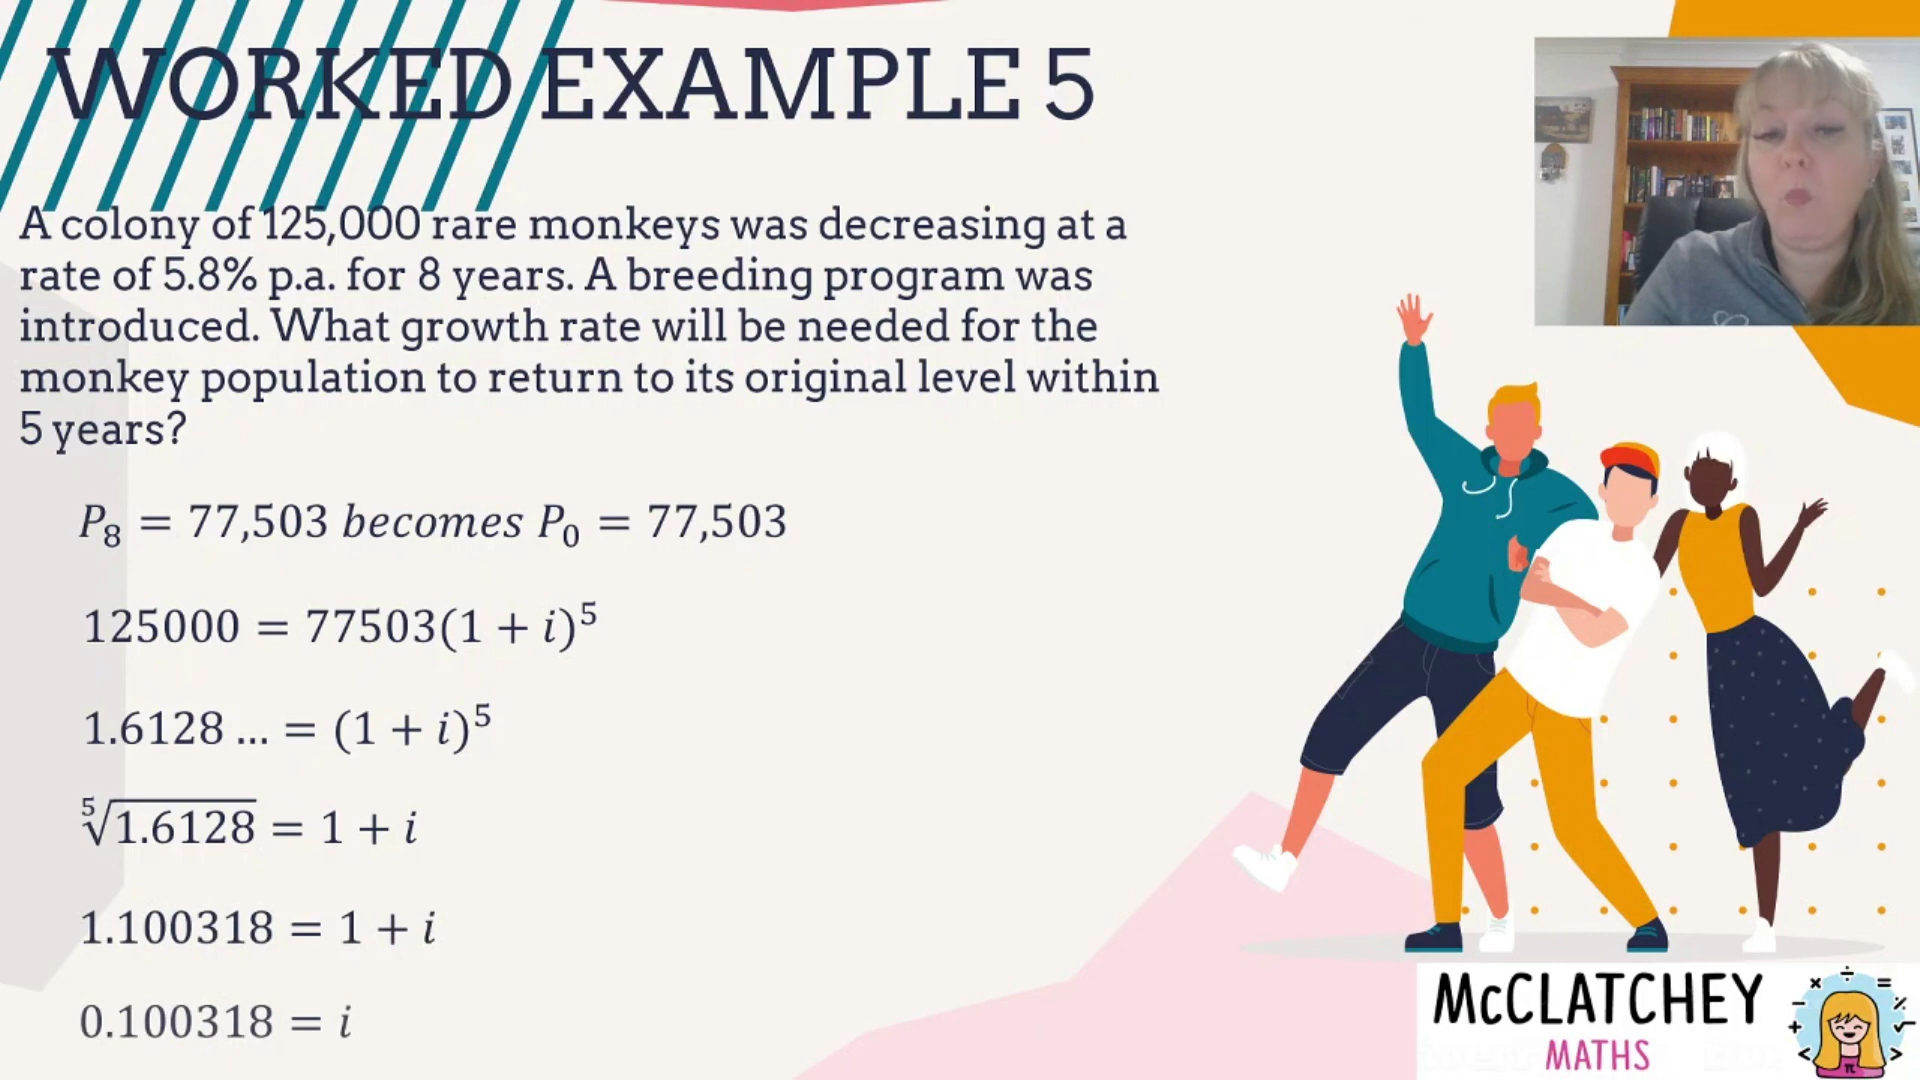 WORKED EXAMPLE 5
A colony of 125,000 rare monkeys was decreasing at a
rate of 5.8% p.a. for 8 years. A breeding program was
introduced. What growth rate will be needed for the
monkey population to return to its original level within
5 years?
P₈ = 77,503 becomes P₀ = 77,503
125000 = 77503(1 + i)⁵
1.6128 ... = (1 + i)⁵
⁵√1.6128 = 1 + i
1.100318 = 1 + i
0.100318 = i
McCLATCHEY
MATHS